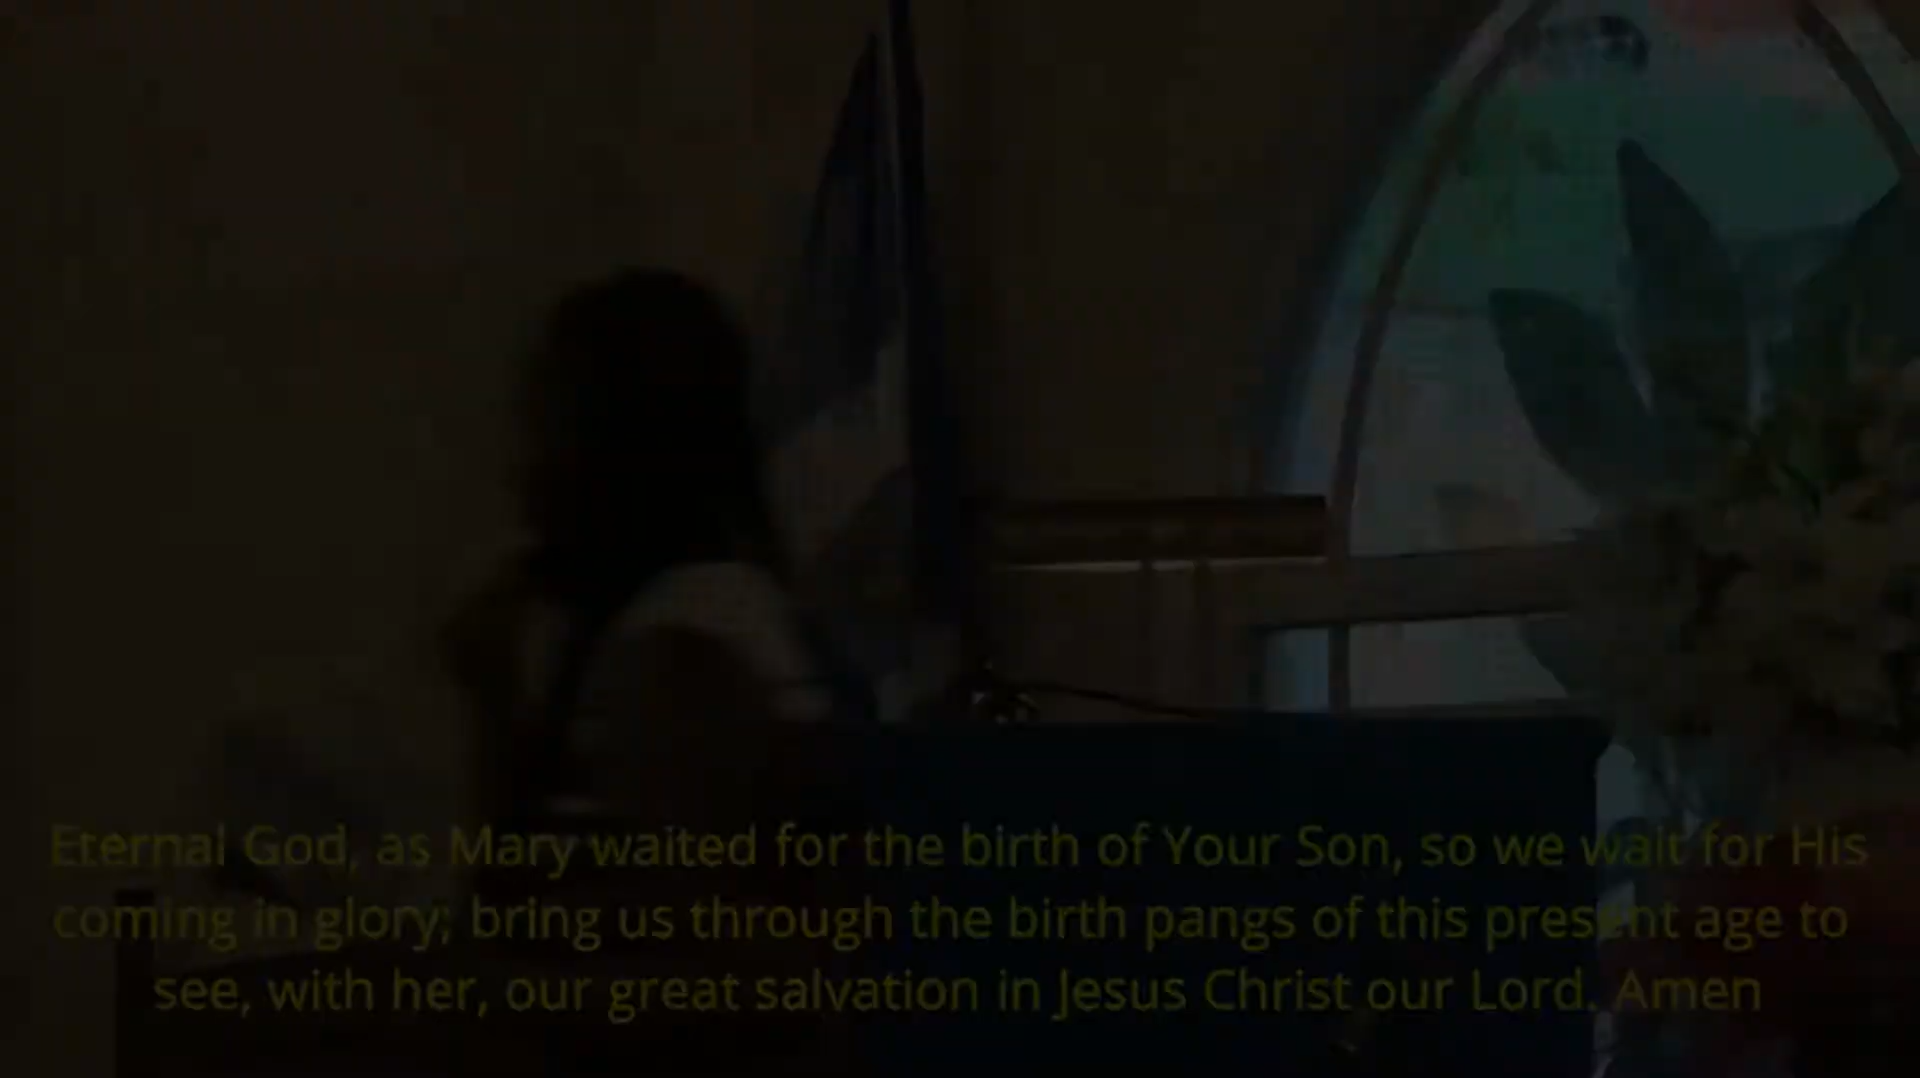 Eternal God, as Mary waited for the birth of Your Son, so we wait for His
coming in glory; bring us through the birth pangs of this present age to
see, with her, our great salvation in Jesus Christ our Lord. Amen